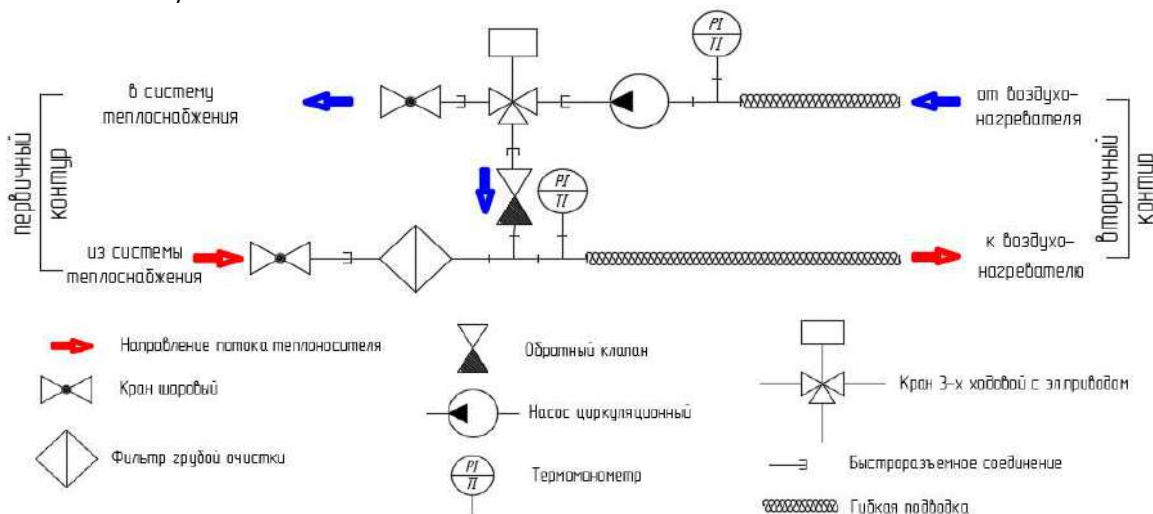 PI
TI
в систему
теплоснабжения
от воздухо-
нагревателя
первичный
контур
PI
TI
вторичный
контур
из системы
теплоснабжения
к воздухо-
нагревателю
Направление потока теплоносителя
Обратный клапан
Кран шаровый
Кран 3-х ходовой с эл.приводом
Насос циркуляционный
Фильтр грубой очистки
PI
TI
Термоманометр
Быстроразъемное соединение
Гибкая подводка